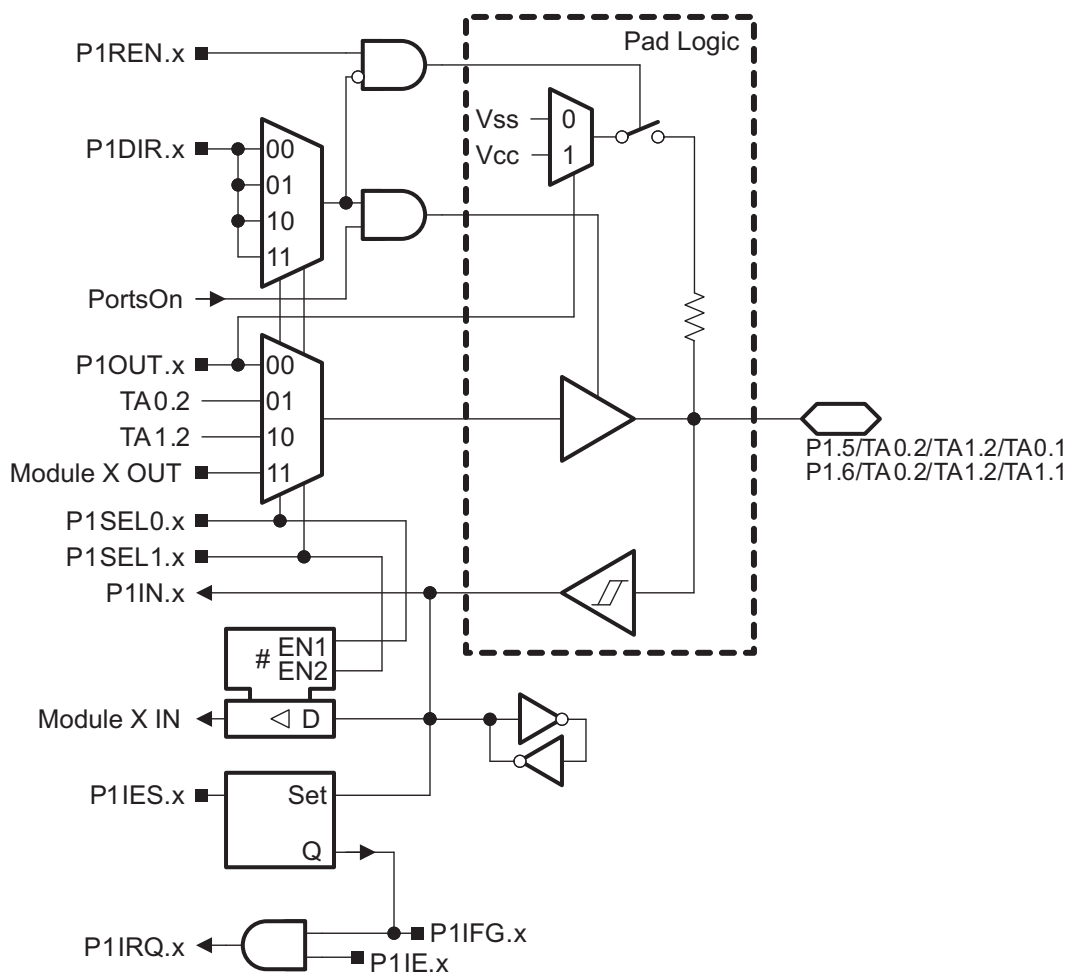 Pad Logic
P1REN.x
Vss
0
Vcc
1
P1DIR.x
00
01
10
11
PortsOn
P1OUT.x
00
TA0.2
01
TA1.2
10
Module X OUT
11
P1.5/TA0.2/TA1.2/TA0.1
P1.6/TA0.2/TA1.2/TA1.1
P1SEL0.x
P1SEL1.x
P1IN.x
# EN1
EN2
Module X IN
D
P1IES.x
Set
Q
P1IRQ.x
P1IFG.x
P1IE.x